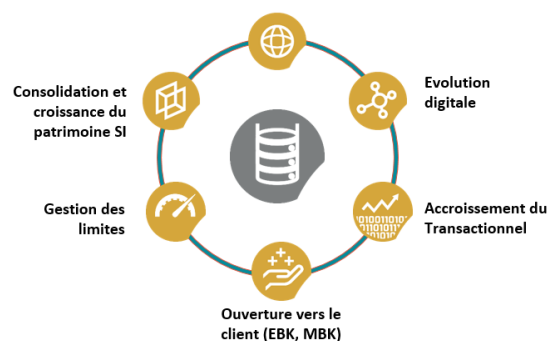 Consolidation et
croissance du
patrimoine SI
Evolution
digitale
Gestion des
limites
Accroissement du
Transactionnel
Ouverture vers le
client (EBK, MBK)